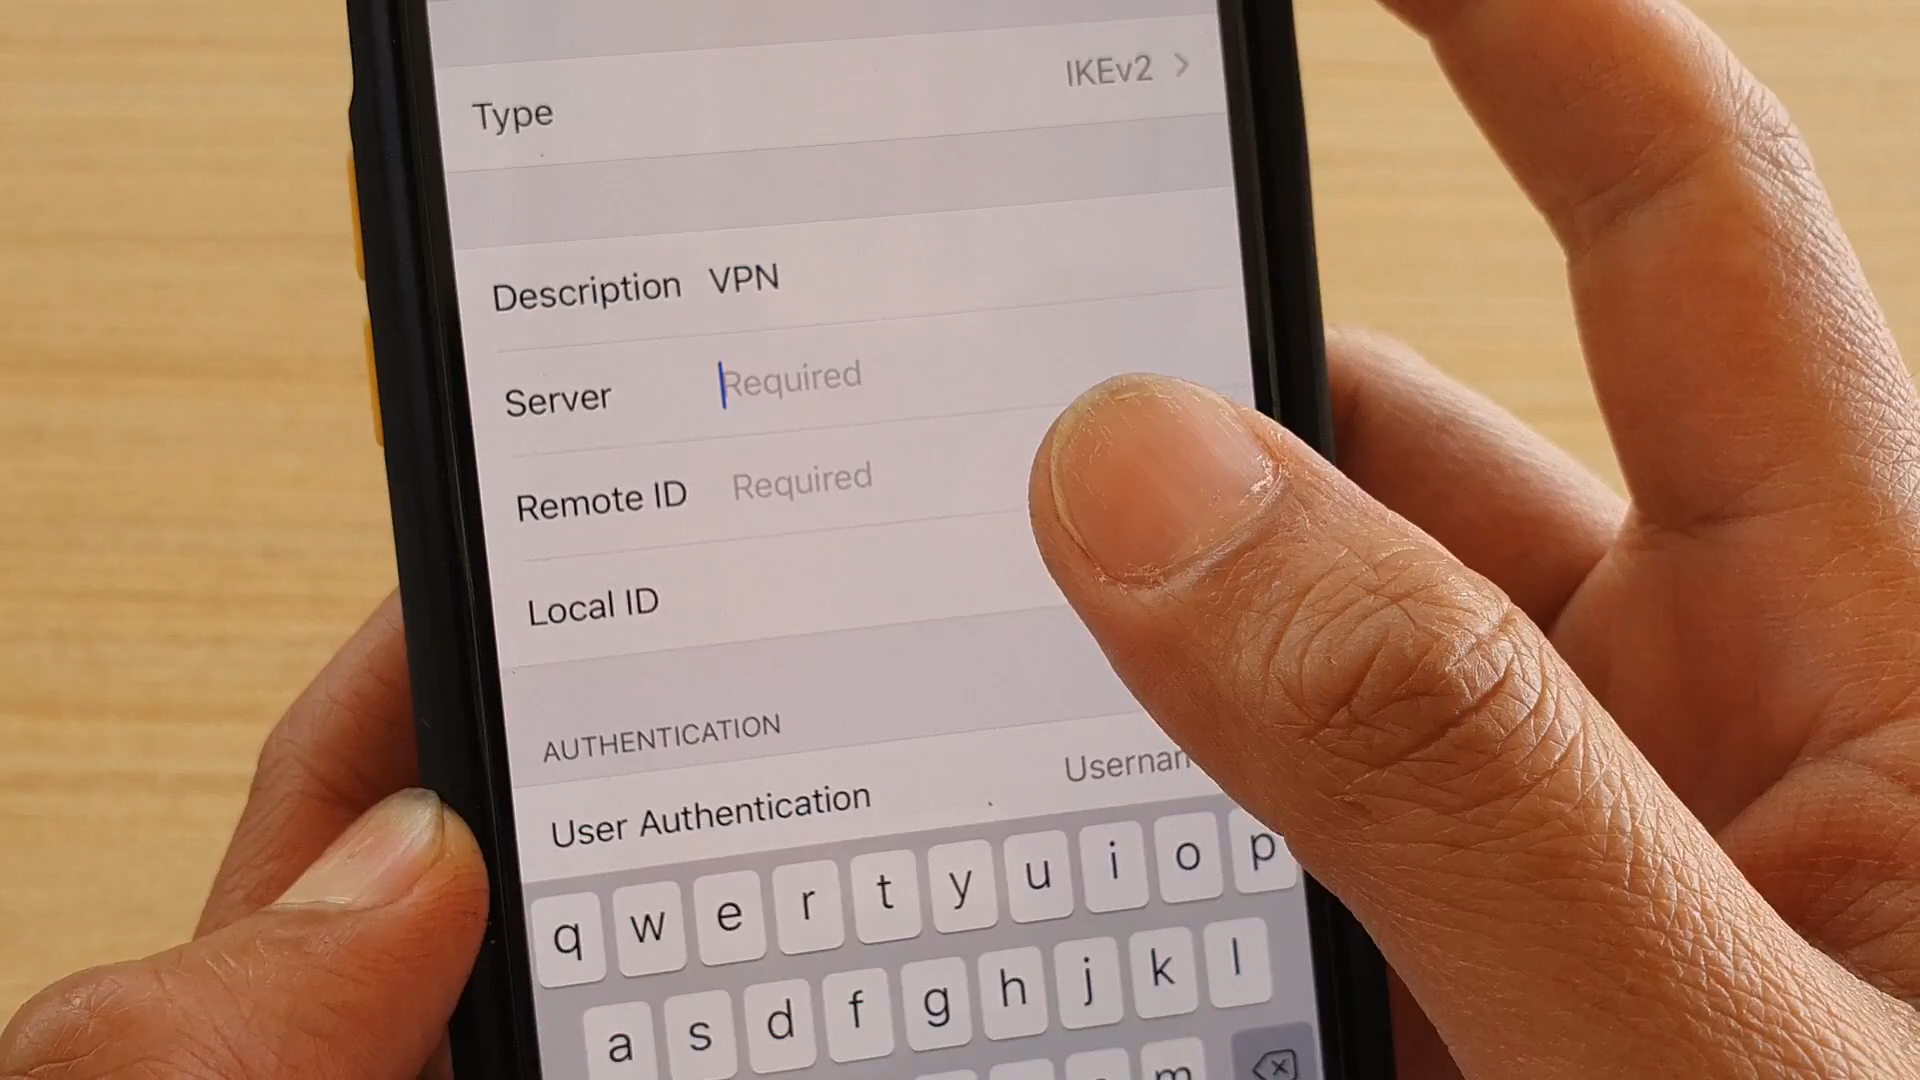 Type IKEv2
Description VPN
Server Required
Remote ID Required
Local ID
AUTHENTICATION
User Authentication
q w e r t y u i o p
a s d f g h j k l
m